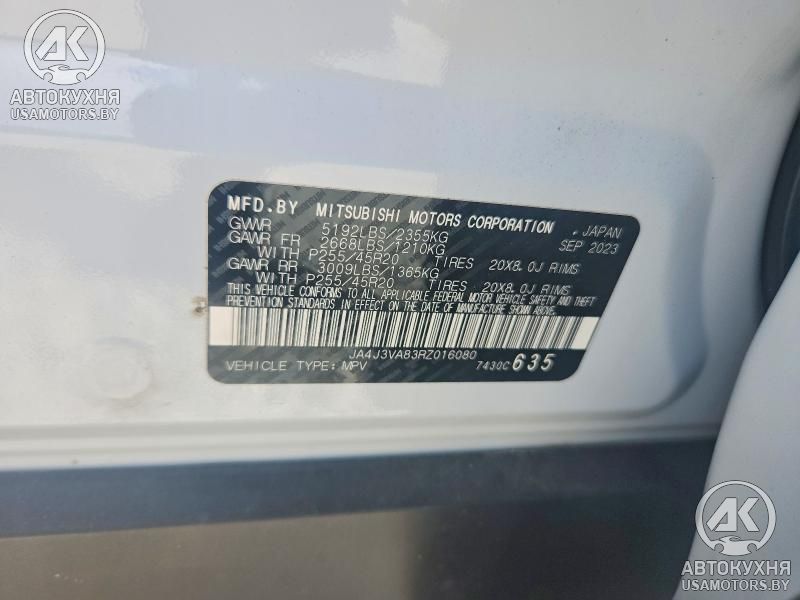 AK
АВТОКУХНЯ
USAMOTORS.BY
MFD.BY MITSUBISHI MOTORS CORPORATION , JAPAN
GVWR 5192LBS/2355KG SEP 2023
GAWR FR 2668LBS/1210KG
WITH P255/45R20 TIRES 20X8.0J RIMS
GAWR RR 3009LBS/1365KG
WITH P255/45R20 TIRES 20X8.0J RIMS
THIS VEHICLE CONFORMS TO ALL APPLICABLE FEDERAL MOTOR VEHICLE SAFETY AND THEFT
PREVENTION STANDARDS IN EFFECT ON THE DATE OF MANUFACTURE SHOWN ABOVE.
JA4J3VA83RZ016080
VEHICLE TYPE: MPV 7430C 635
AK
АВТОКУХНЯ
USAMOTORS.BY